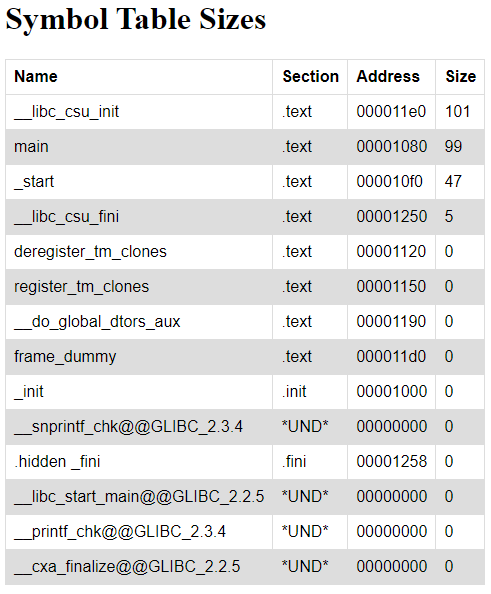 Symbol Table Sizes
Name Section Address Size
__libc_csu_init .text 000011e0 101
main .text 00001080 99
_start .text 000010f0 47
__libc_csu_fini .text 00001250 5
deregister_tm_clones .text 00001120 0
register_tm_clones .text 00001150 0
__do_global_dtors_aux .text 00001190 0
frame_dummy .text 000011d0 0
_init .init 00001000 0
__snprintf_chk@@GLIBC_2.3.4 *UND* 00000000 0
.hidden _fini .fini 00001258 0
__libc_start_main@@GLIBC_2.2.5 *UND* 00000000 0
__printf_chk@@GLIBC_2.3.4 *UND* 00000000 0
__cxa_finalize@@GLIBC_2.2.5 *UND* 00000000 0